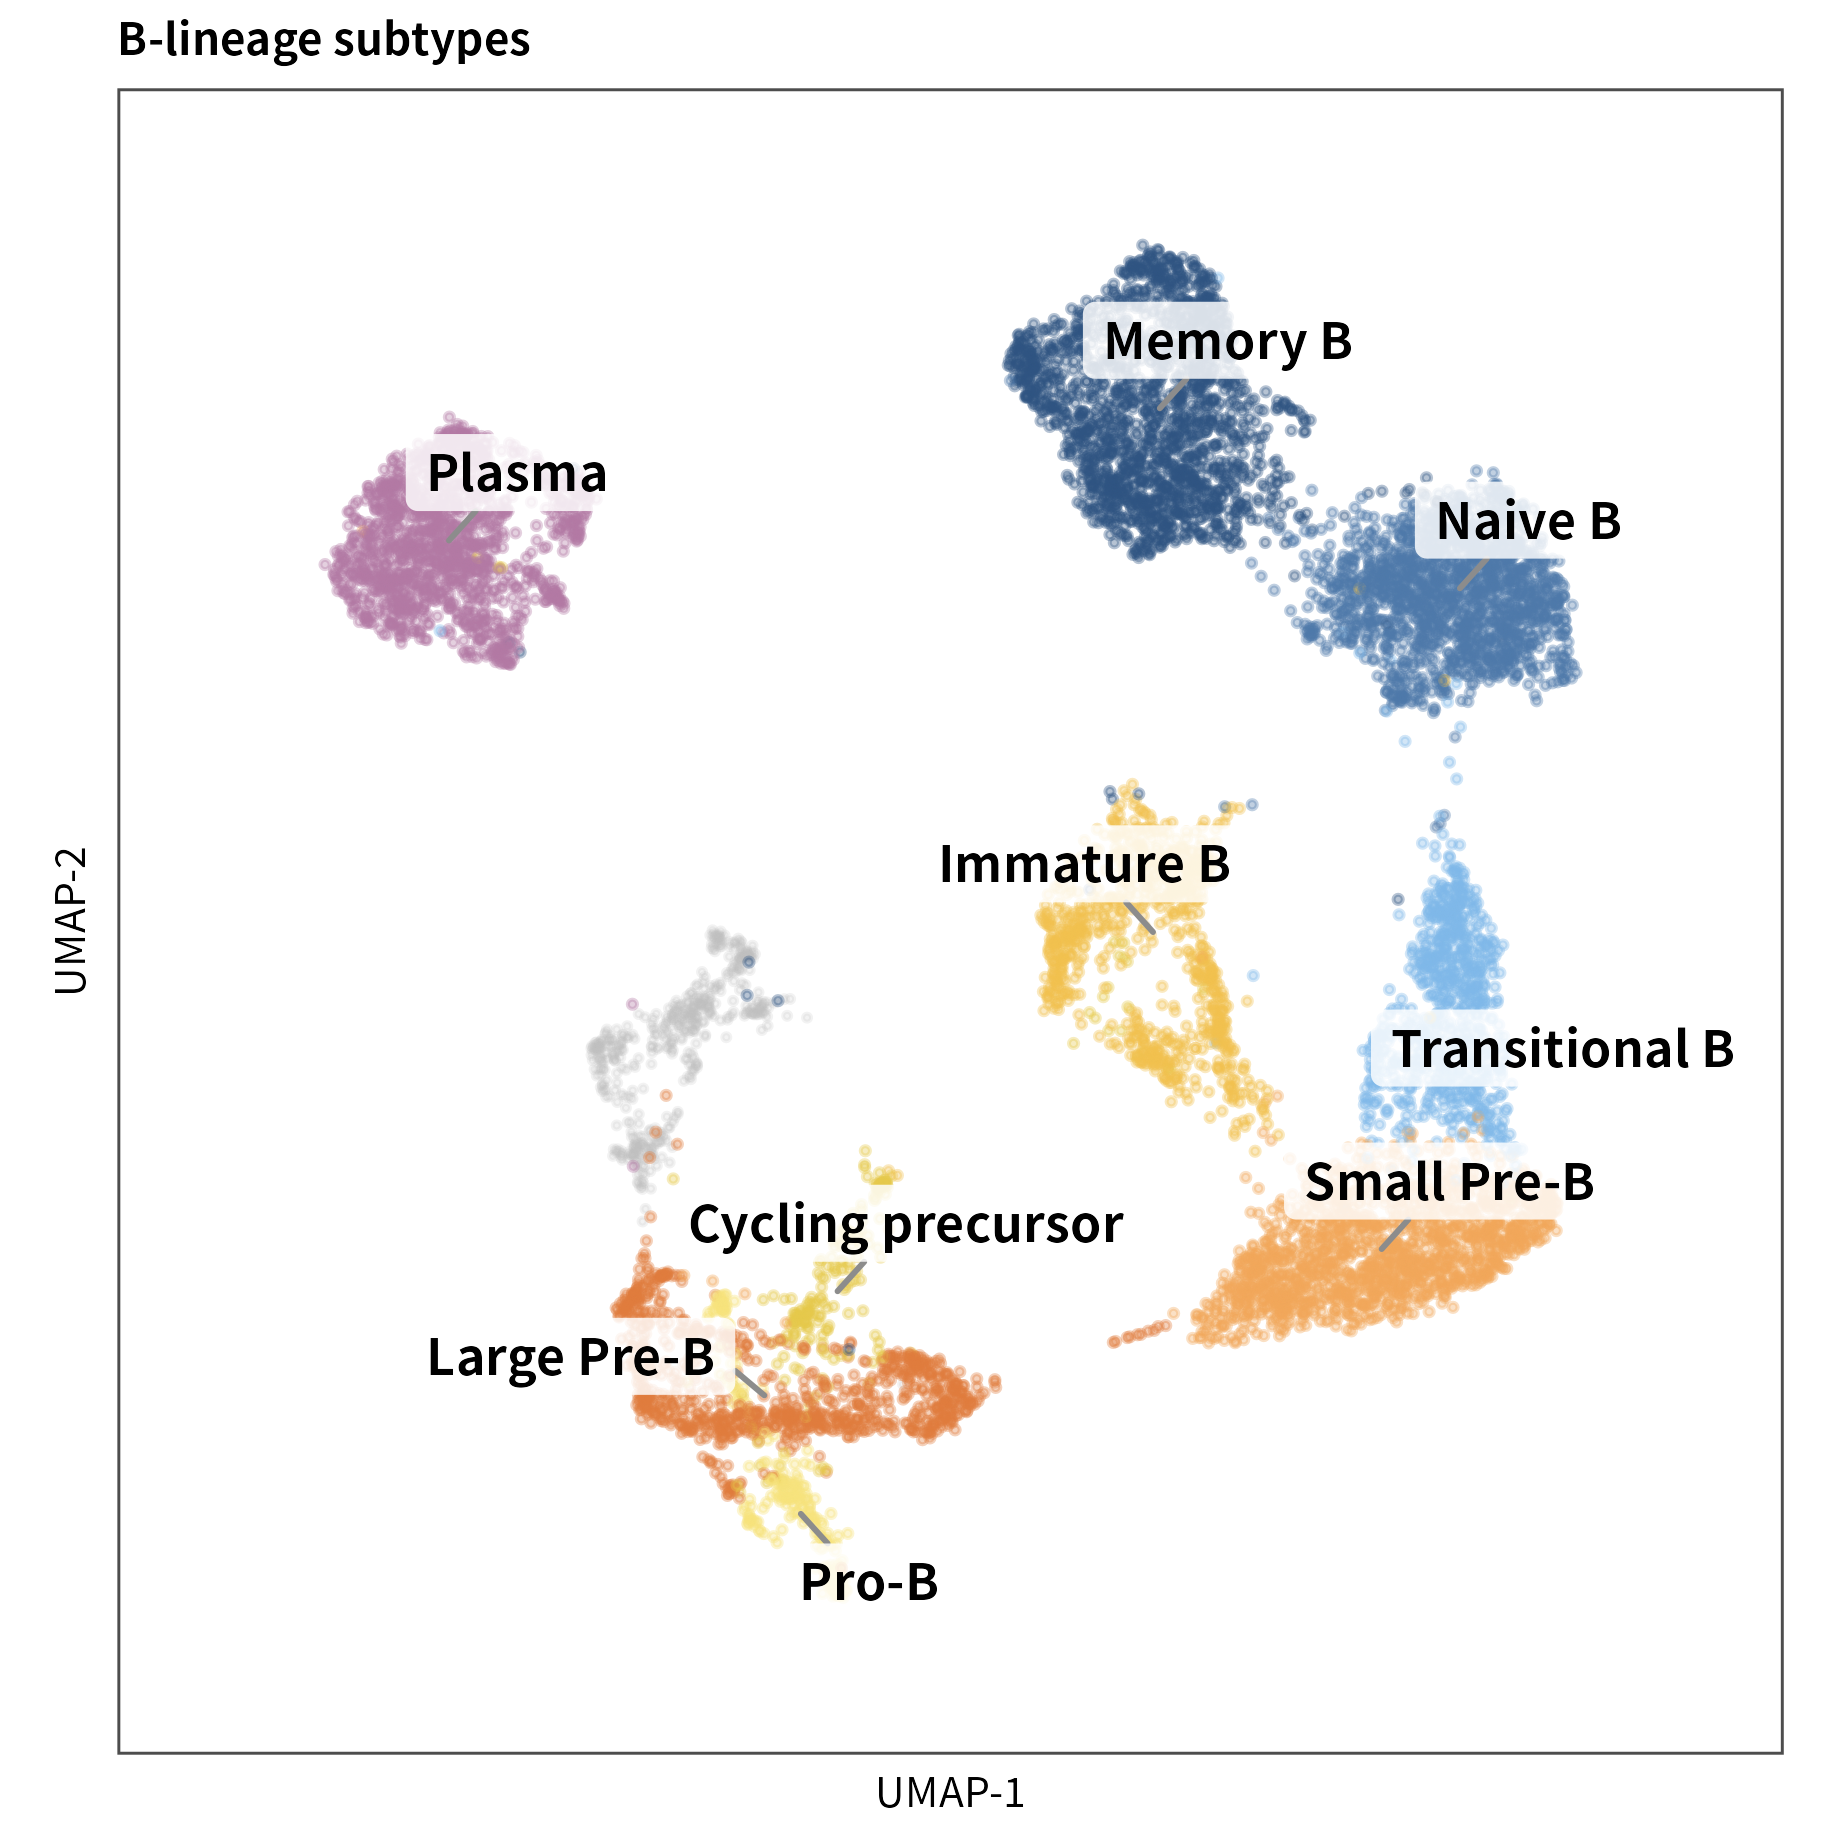 B-lineage subtypes
Memory B
Plasma
Naive B
Immature B
Transitional B
Small Pre-B
Cycling precursor
Large Pre-B
Pro-B
UMAP-2
UMAP-1